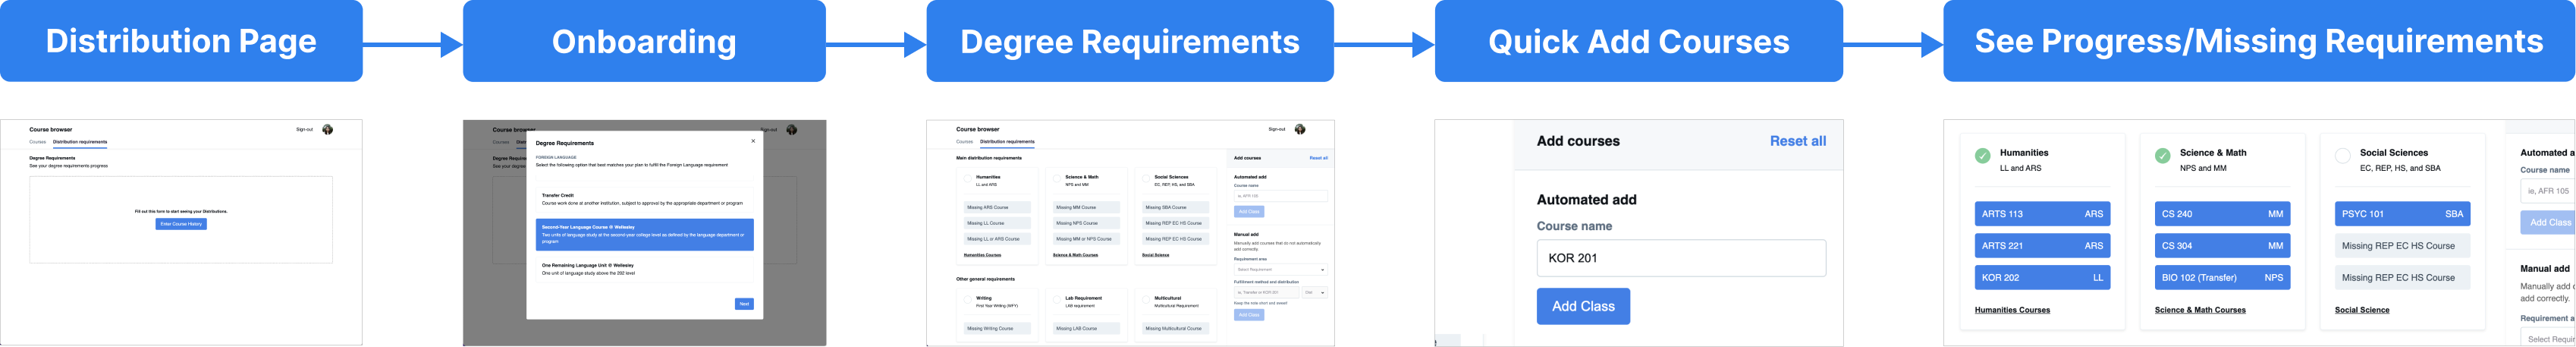 Distribution Page
Onboarding
Degree Requirements
Quick Add Courses
See Progress/Missing Requirements
Course browser
Sign-out
Courses Distribution requirements
Degree Requirements
See your degree requirements progress
Fill out this form to start seeing your Distributions.
Enter Course History
Course browser
Sign-out
Courses
Degree Requirements
FOREIGN LANGUAGE
Select the following option that best matches your plan to fulfill the Foreign Language requirement
Transfer Credit
Course work done at another institution, subject to approval by the appropriate department or program
Second-Year Language Course @ Wellesley
Two units of language study at the second-year college level as defined by the language department or
program
One Remaining Language Unit @ Wellesley
One unit of language study above the 202 level
Next
Course browser
Sign-out
Courses Distribution requirements
Main distribution requirements
Humanities
LL and ARS
Missing ARS Course
Missing LL Course
Missing LL or ARS Course
Humanities Courses
Science & Math
NPS and MM
Missing MM Course
Missing NPS Course
Missing MM or NPS Course
Science & Math Courses
Social Sciences
EC, REP, HS, and SBA
Missing SBA Course
Missing REP EC HS Course
Missing REP EC HS Course
Social Science
Other general requirements
Writing
First Year Writing (WFY)
Missing Writing Course
Lab Requirement
LAB requirement
Missing LAB Course
Multicultural
Multicultural Requirement
Missing Multicultural Course
Add courses
Reset all
Automated add
Course name
ie, AFR 105
Add Class
Manual add
Manually add courses that do not automatically
add correctly.
Requirement area
Select Requirement
Fulfillment method and distribution
ie, Transfer or KOR 201
Keep the note short and sweet!
Add Class
Add courses
Reset all
Automated add
Course name
KOR 201
Add Class
Humanities
LL and ARS
ARTS 113 ARS
ARTS 221 ARS
KOR 202 LL
Humanities Courses
Science & Math
NPS and MM
CS 240 MM
CS 304 MM
BIO 102 (Transfer) NPS
Science & Math Courses
Social Sciences
EC, REP, HS, and SBA
PSYC 101 SBA
Missing REP EC HS Course
Missing REP EC HS Course
Social Science
Automated a
Course name
ie, AFR 105
Add Class
Manual add
Manually add
add correctly.
Requirement a
Select Requir